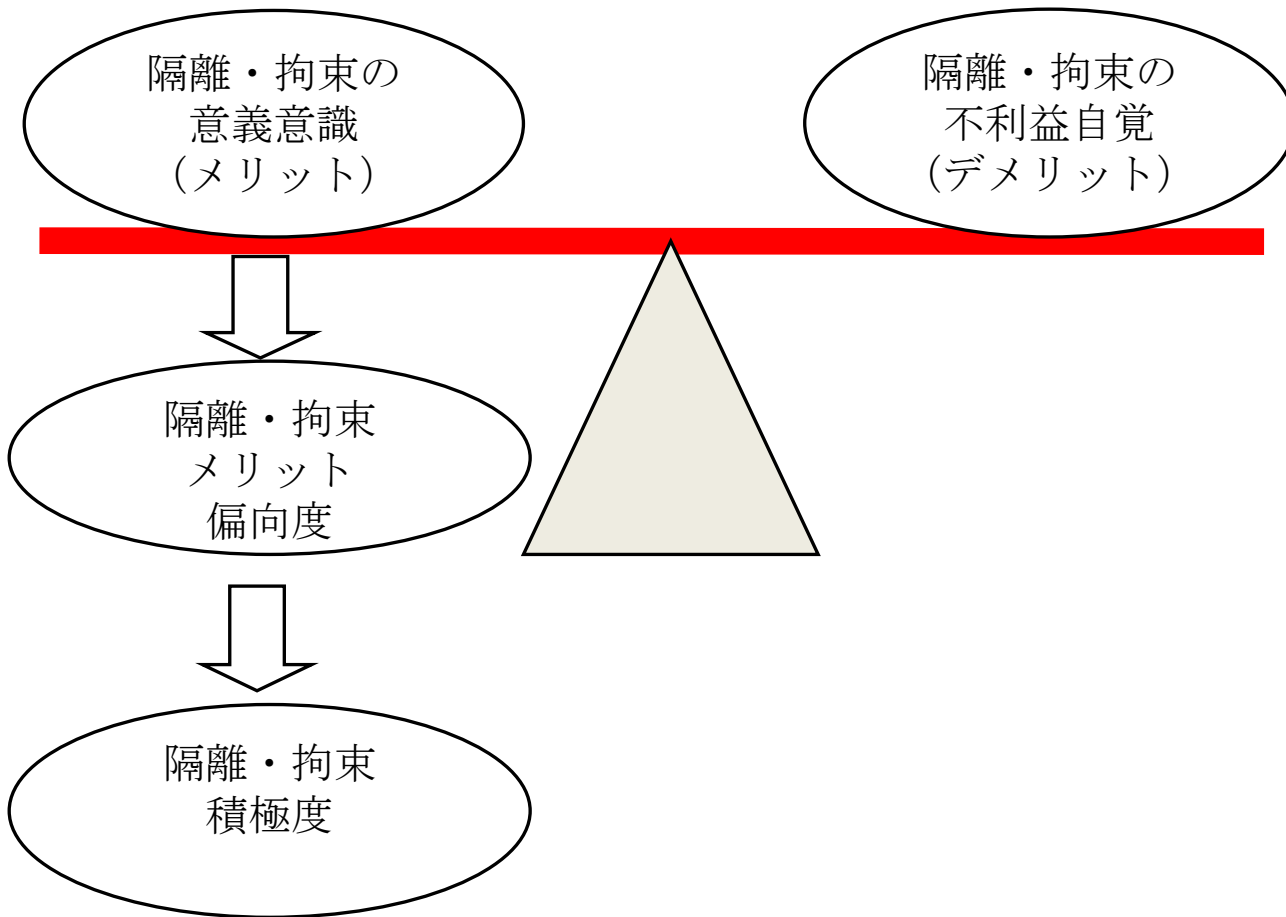 隔離・拘束の
意義意識
(メリット)
隔離・拘束の
不利益自覚
(デメリット)
隔離・拘束
メリット
偏向度
隔離・拘束
積極度